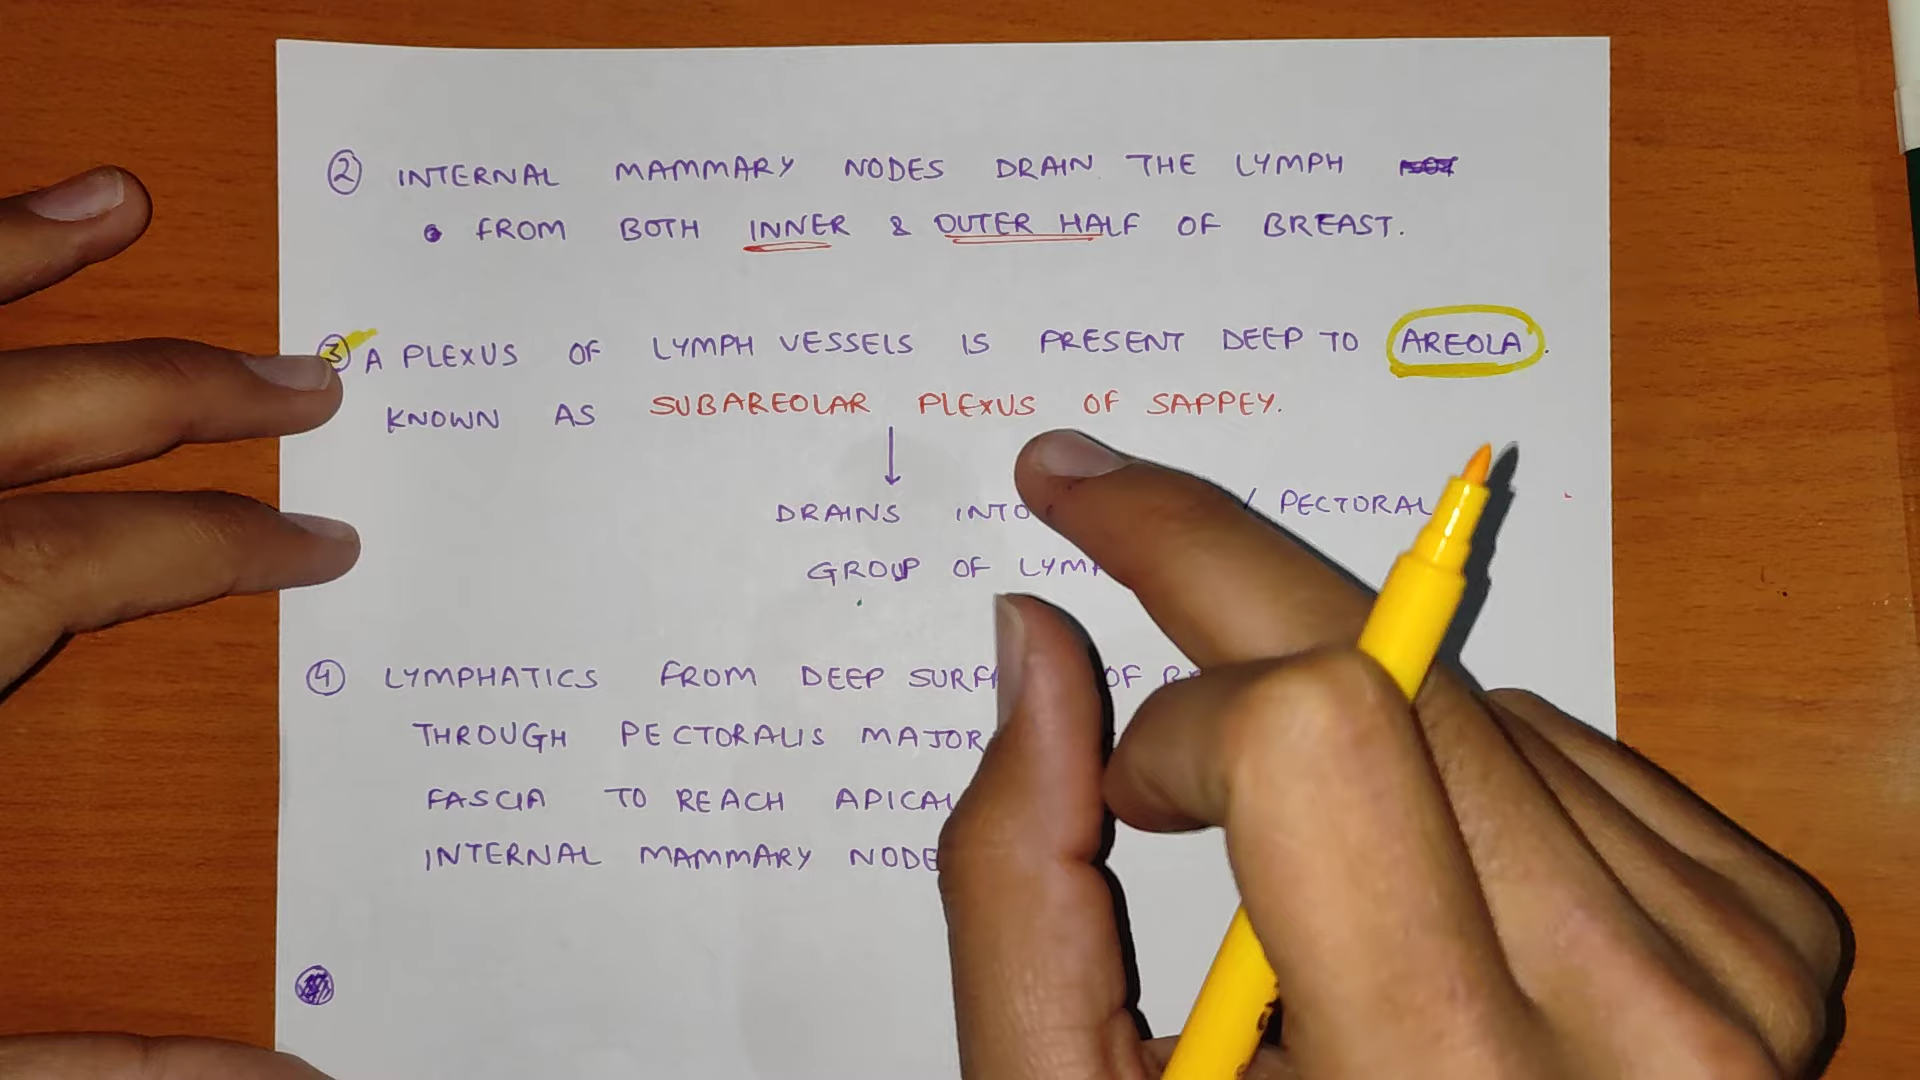 ② INTERNAL MAMMARY NODES DRAIN THE LYMPH
• FROM BOTH INNER & OUTER HALF OF BREAST.
③ A PLEXUS OF LYMPH VESSELS IS PRESENT DEEP TO AREOLA.
KNOWN AS SUBAREOLAR PLEXUS OF SAPPEY.
↓
DRAINS INTO / PECTORAL
GROUP OF
④ LYMPHATICS FROM DEEP OF
THROUGH PECTORALIS MAJOR
FASCIA TO REACH APICAL
INTERNAL MAMMARY NODE